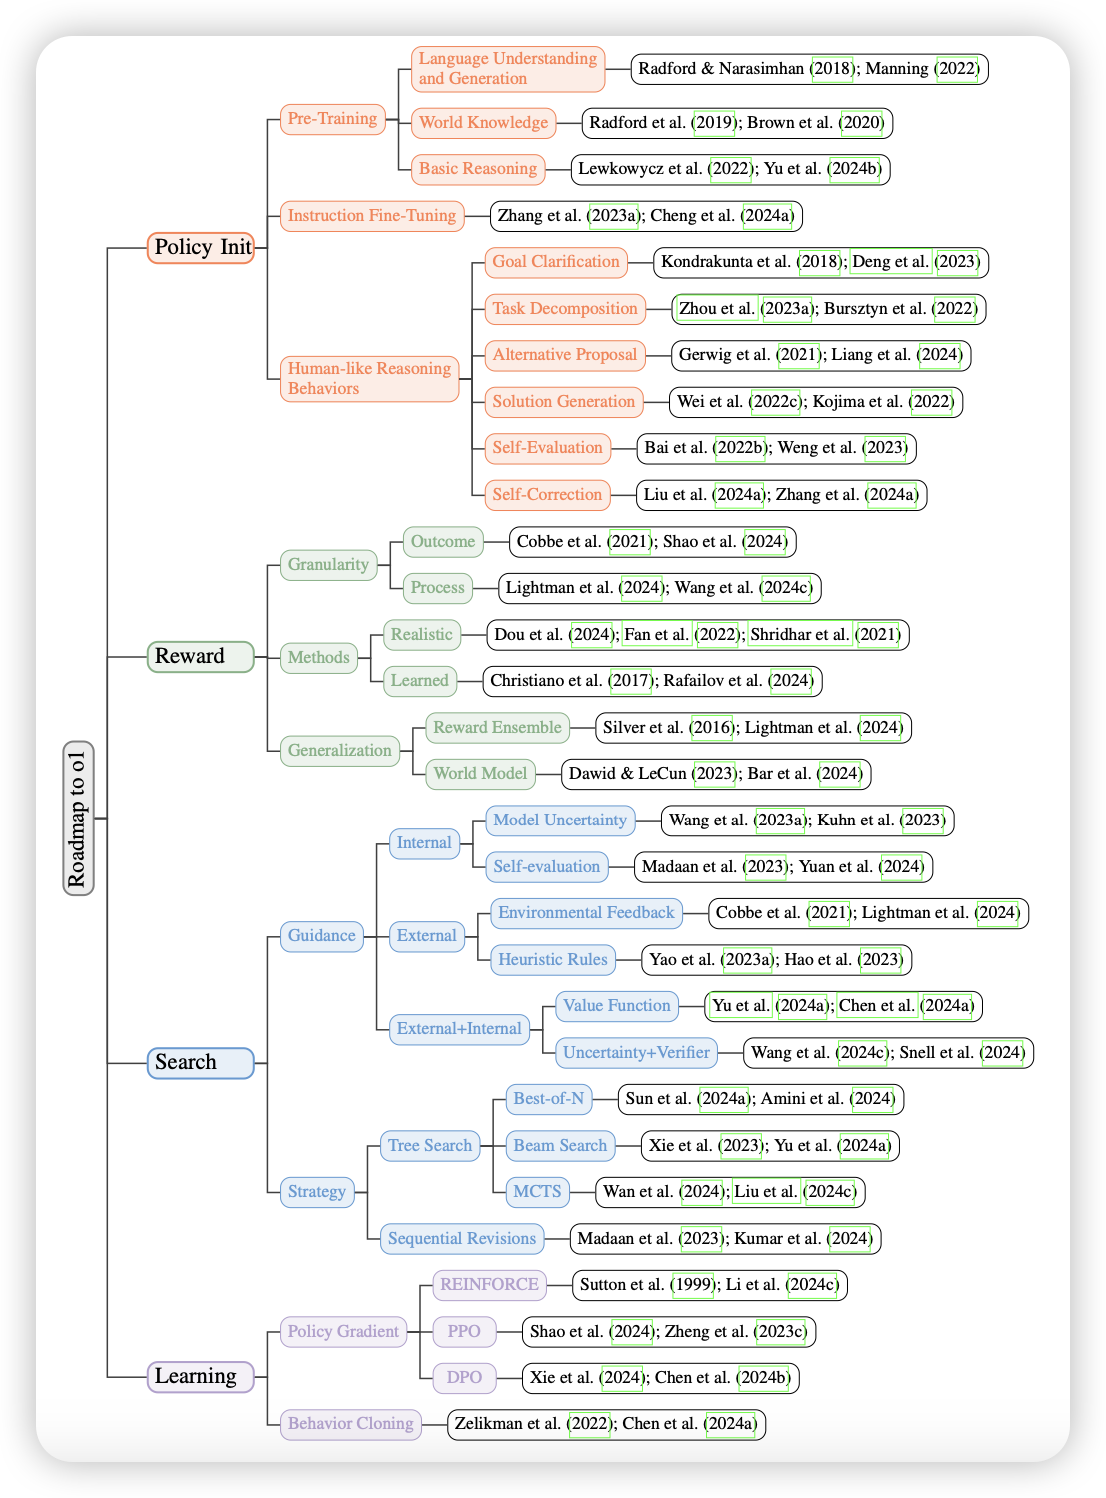 Language Understanding
and Generation
Radford & Narasimhan (2018); Manning (2022)
Pre-Training
World Knowledge
Radford et al. (2019); Brown et al. (2020)
Basic Reasoning
Lewkowycz et al. (2022); Yu et al. (2024b)
Instruction Fine-Tuning
Zhang et al. (2023a); Cheng et al. (2024a)
Policy Init
Goal Clarification
Kondrakunta et al. (2018); Deng et al. (2023)
Task Decomposition
Zhou et al. (2023a); Bursztyn et al. (2022)
Alternative Proposal
Gerwig et al. (2021); Liang et al. (2024)
Human-like Reasoning
Behaviors
Solution Generation
Wei et al. (2022c); Kojima et al. (2022)
Self-Evaluation
Bai et al. (2022b); Weng et al. (2023)
Self-Correction
Liu et al. (2024a); Zhang et al. (2024a)
Outcome
Cobbe et al. (2021); Shao et al. (2024)
Granularity
Process
Lightman et al. (2024); Wang et al. (2024c)
Realistic
Dou et al. (2024); Fan et al. (2022); Shridhar et al. (2021)
Reward
Methods
Learned
Christiano et al. (2017); Rafailov et al. (2024)
Reward Ensemble
Silver et al. (2016); Lightman et al. (2024)
Generalization
World Model
Dawid & LeCun (2023); Bar et al. (2024)
Roadmap to o1
Model Uncertainty
Wang et al. (2023a); Kuhn et al. (2023)
Internal
Self-evaluation
Madaan et al. (2023); Yuan et al. (2024)
Environmental Feedback
Cobbe et al. (2021); Lightman et al. (2024)
Guidance
External
Heuristic Rules
Yao et al. (2023a); Hao et al. (2023)
Value Function
Yu et al. (2024a); Chen et al. (2024a)
External+Internal
Uncertainty+Verifier
Wang et al. (2024c); Snell et al. (2024)
Search
Best-of-N
Sun et al. (2024a); Amini et al. (2024)
Tree Search
Beam Search
Xie et al. (2023); Yu et al. (2024a)
Strategy
MCTS
Wan et al. (2024); Liu et al. (2024c)
Sequential Revisions
Madaan et al. (2023); Kumar et al. (2024)
REINFORCE
Sutton et al. (1999); Li et al. (2024c)
Policy Gradient
PPO
Shao et al. (2024); Zheng et al. (2023c)
Learning
DPO
Xie et al. (2024); Chen et al. (2024b)
Behavior Cloning
Zelikman et al. (2022); Chen et al. (2024a)